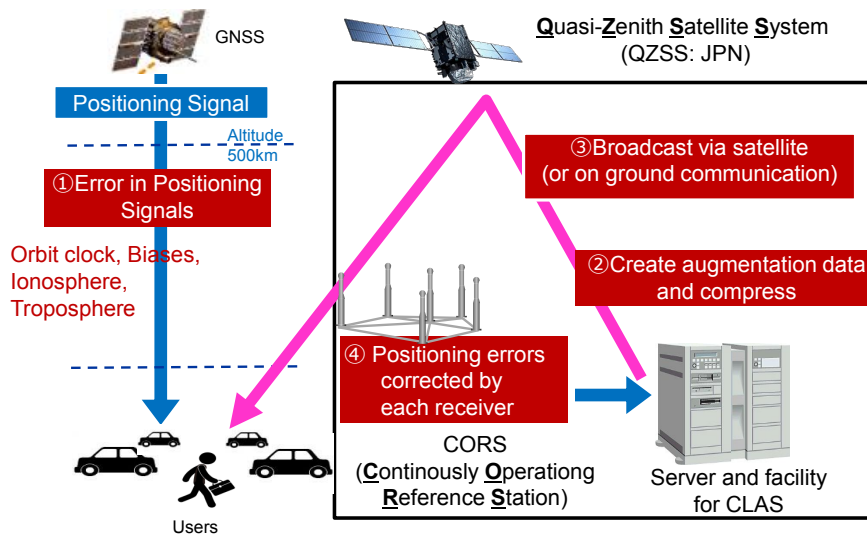 GNSS
Quasi-Zenith Satellite System
(QZSS: JPN)
Positioning Signal
Altitude
500km
①Error in Positioning
Signals
Orbit clock, Biases,
Ionosphere,
Troposphere
③Broadcast via satellite
(or on ground communication)
②Create augmentation data
and compress
④ Positioning errors
corrected by
each receiver
CORS
(Continously Operationg
Reference Station)
Server and facility
for CLAS
Users